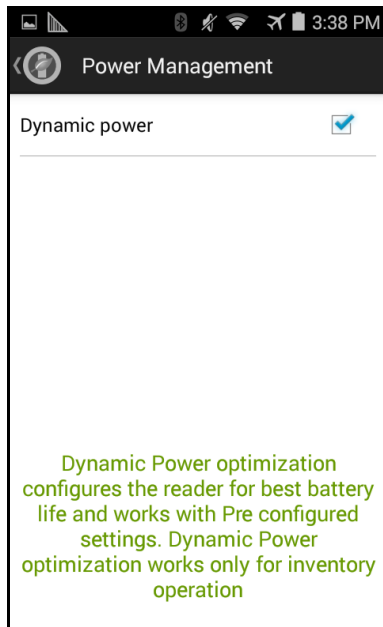 3:38 PM
Power Management
Dynamic power
Dynamic Power optimization
configures the reader for best battery
life and works with Pre configured
settings. Dynamic Power
optimization works only for inventory
operation